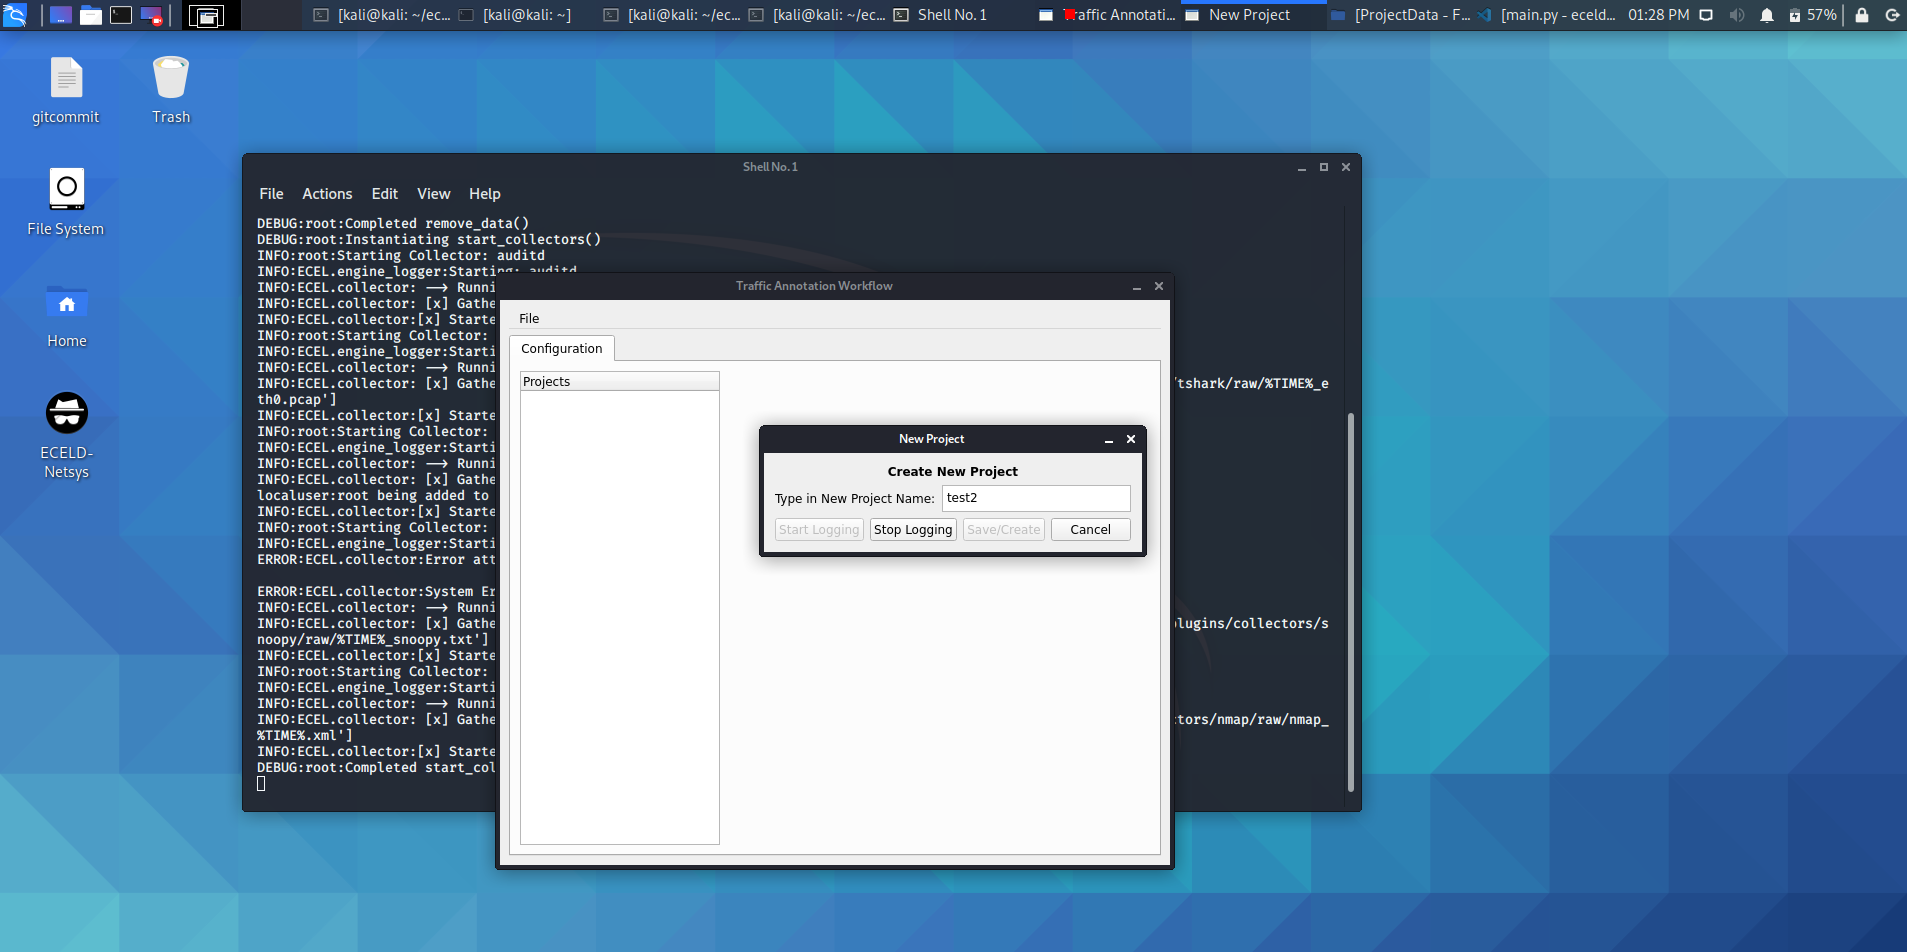 [kali@kali: ~/ec... [kali@kali: ~] [kali@kali: ~/ec... [kali@kali: ~/ec... Shell No. 1 Traffic Annotati... New Project [ProjectData - F... [main.py - eceld... 01:28 PM 57%
gitcommit
Trash
File System
Home
ECELD-
Netsys
Shell No. 1
File Actions Edit View Help
DEBUG:root:Completed remove_data()
DEBUG:root:Instantiating start_collectors()
INFO:root:Starting Collector: auditd
INFO:ECEL.engine_logger:Starting: auditd
INFO:ECEL.collector: —> Runni
INFO:ECEL.collector: [x] Gathe
INFO:ECEL.collector:[x] Starte
INFO:root:Starting Collector:
INFO:ECEL.engine_logger:Starti
INFO:ECEL.collector: —> Runni
INFO:ECEL.collector: [x] Gathe /tshark/raw/%TIME%_e
th0.pcap']
INFO:ECEL.collector:[x] Starte
INFO:root:Starting Collector:
INFO:ECEL.engine_logger:Starti
INFO:ECEL.collector: —> Runni
INFO:ECEL.collector: [x] Gathe
localuser:root being added to
INFO:ECEL.collector:[x] Starte
INFO:root:Starting Collector:
INFO:ECEL.engine_logger:Starti
ERROR:ECEL.collector:Error att
ERROR:ECEL.collector:System Er
INFO:ECEL.collector: —> Runni
INFO:ECEL.collector: [x] Gathe plugins/collectors/s
noopy/raw/%TIME%_snoopy.txt']
INFO:ECEL.collector:[x] Starte
INFO:root:Starting Collector:
INFO:ECEL.engine_logger:Starti
INFO:ECEL.collector: —> Runni
INFO:ECEL.collector: [x] Gathe tors/nmap/raw/nmap_
%TIME%.xml']
INFO:ECEL.collector:[x] Starte
DEBUG:root:Completed start_col
Traffic Annotation Workflow
File
Configuration
Projects
New Project
Create New Project
Type in New Project Name: test2
Start Logging Stop Logging Save/Create Cancel